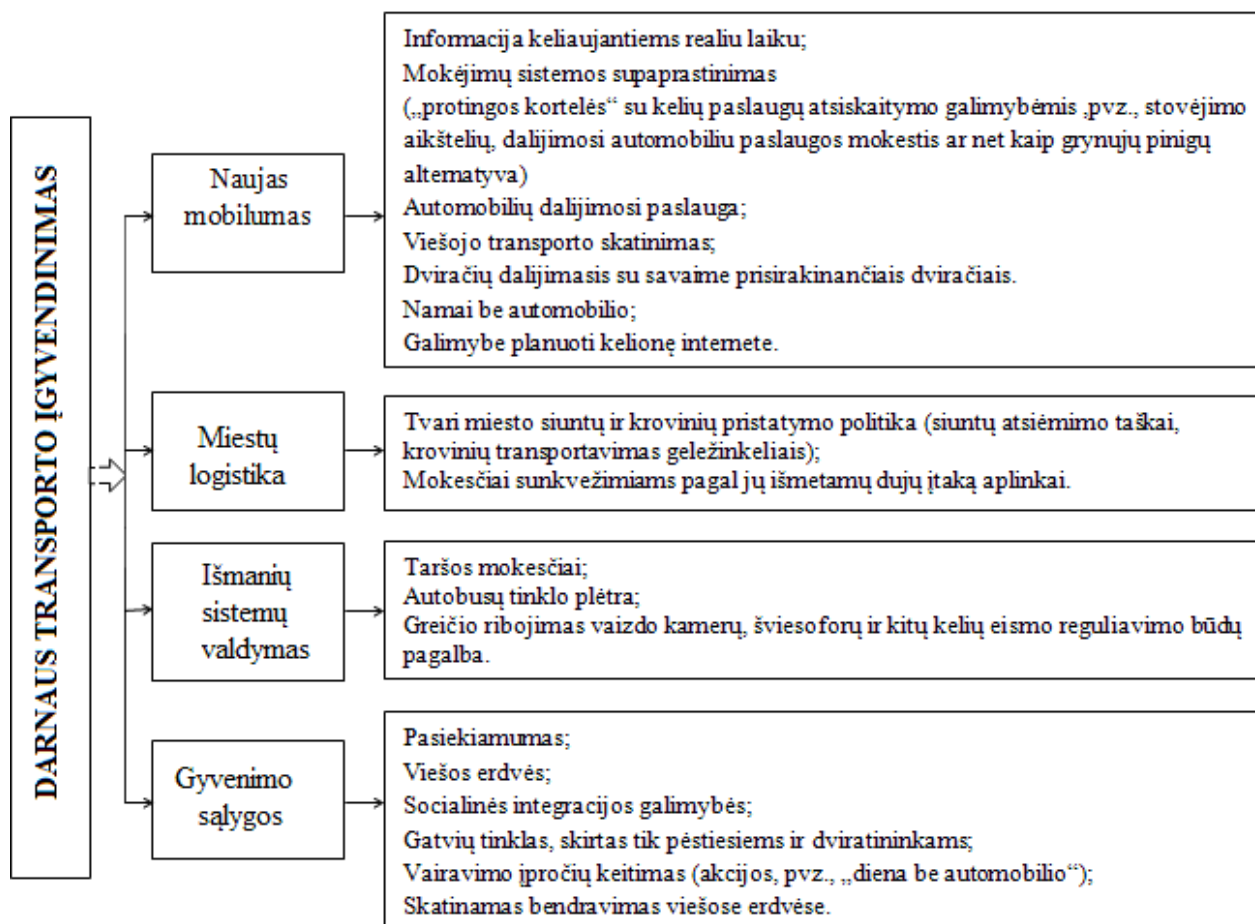 DARNAUS TRANSPORTO ĮGYVENDINIMAS
Naujas
mobilumas
Informacija keliaujantiems realiu laiku;
Mokėjimų sistemos supaprastinimas
(„protingos kortelės“ su kelių paslaugų atsiskaitymo galimybėmis ,pvz., stovėjimo
aikštelių, dalijimosi automobiliu paslaugos mokestis ar net kaip grynųjų pinigų
alternatyva)
Automobilių dalijimosi paslauga;
Viešojo transporto skatinimas;
Dviračių dalijimasis su savaime prisirakinančiais dviračiais.
Namai be automobilio;
Galimybe planuoti kelionę internete.
Miestų
logistika
Tvari miesto siuntų ir krovinių pristatymo politika (siuntų atsiėmimo taškai,
krovinių transportavimas geležinkeliais);
Mokesčiai sunkvežimiams pagal jų išmetamų dujų įtaką aplinkai.
Išmanių
sistemų
valdymas
Taršos mokesčiai;
Autobusų tinklo plėtra;
Greičio ribojimas vaizdo kamerų, šviesoforų ir kitų kelių eismo reguliavimo būdų
pagalba.
Gyvenimo
sąlygos
Pasiekiamumas;
Viešos erdvės;
Socialinės integracijos galimybės;
Gatvių tinklas, skirtas tik pėstiesiems ir dviratininkams;
Vairavimo įpročių keitimas (akcijos, pvz., „diena be automobilio“);
Skatinamas bendravimas viešose erdvėse.